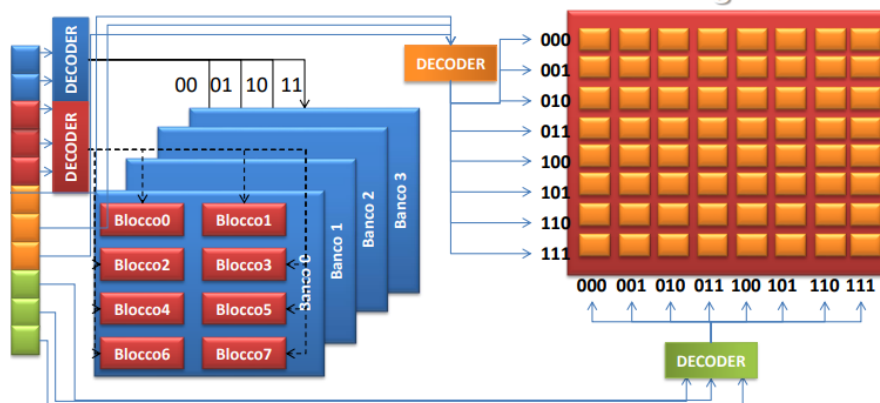 DECODER
DECODER
00 01 10 11
Banco 3
Banco 2
Banco 1
Banco 0
Blocco0 Blocco1
Blocco2 Blocco3
Blocco4 Blocco5
Blocco6 Blocco7
DECODER
000
001
010
011
100
101
110
111
000 001 010 011 100 101 110 111
DECODER